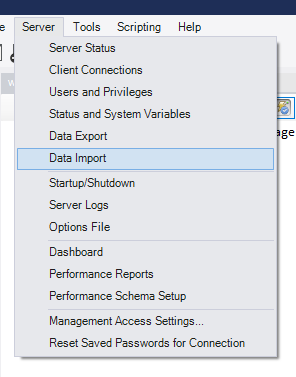 Server Tools Scripting Help
Server Status
Client Connections
Users and Privileges
Status and System Variables
Data Export
Data Import
Startup/Shutdown
Server Logs
Options File
Dashboard
Performance Reports
Performance Schema Setup
Management Access Settings...
Reset Saved Passwords for Connection